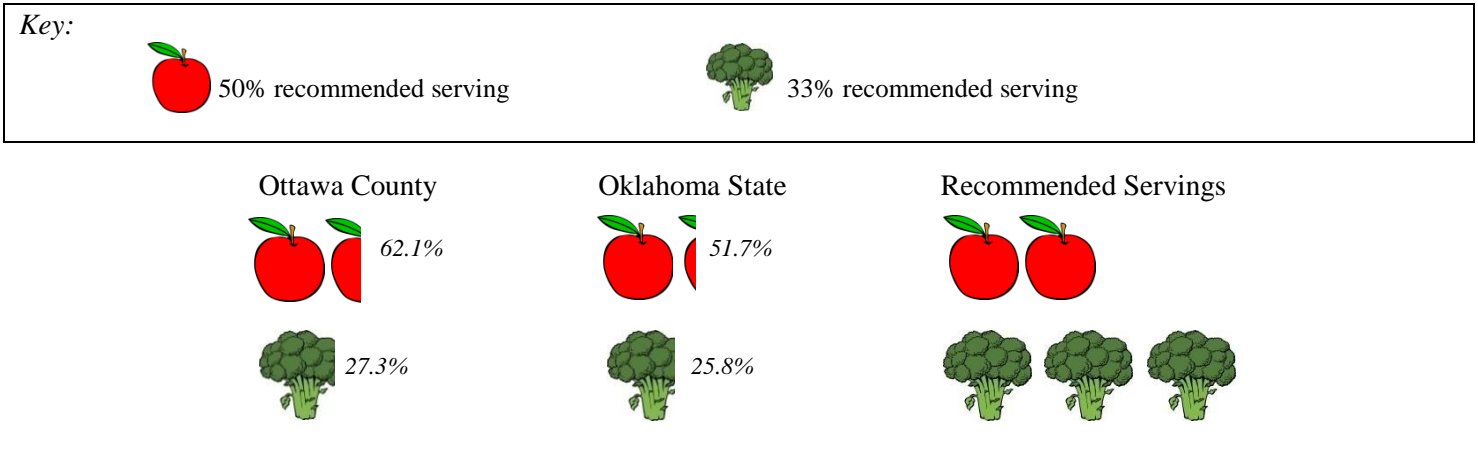 Key:
50% recommended serving 33% recommended serving
Ottawa County Oklahoma State Recommended Servings
62.1% 51.7%
27.3% 25.8%